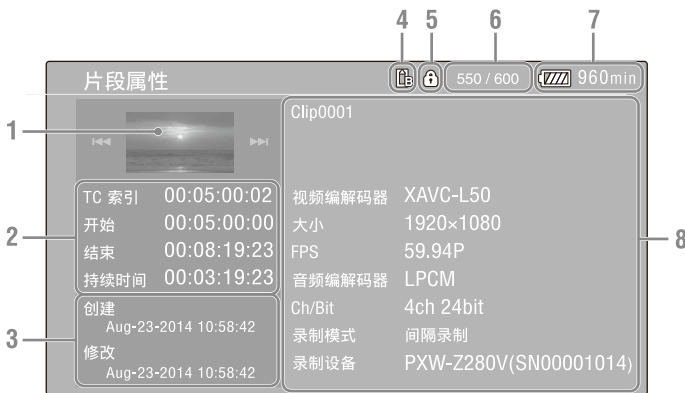 4 5 6 7
片段属性 B 550 / 600 960min
1
Clip0001
TC 索引 00:05:00:02
开始 00:05:00:00
结束 00:08:19:23
持续时间 00:03:19:23
2
创建
Aug-23-2014 10:58:42
修改
Aug-23-2014 10:58:42
3
视频编解码器 XAVC-L50
大小 1920×1080
FPS 59.94P
音频编解码器 LPCM
Ch/Bit 4ch 24bit
录制模式 间隔录制
录制设备 PXW-Z280V(SN00001014)
8